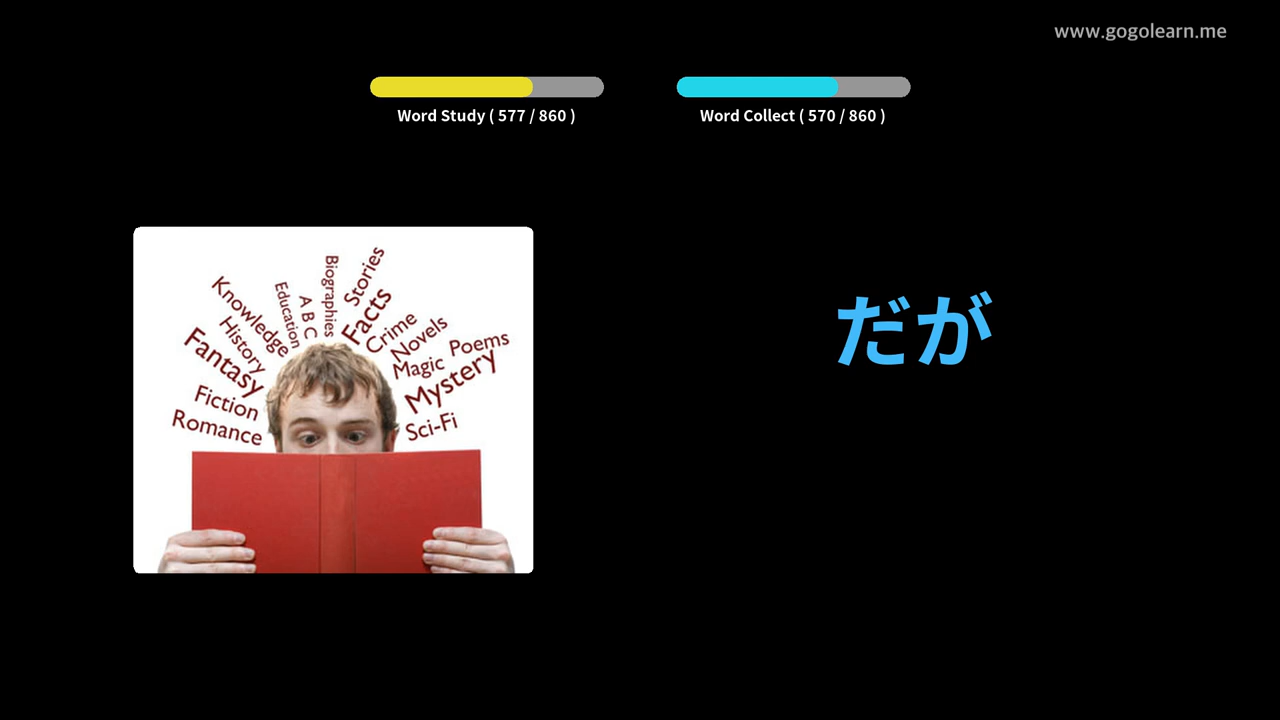 www.gogolearn.me
Word Study ( 577 / 860 )
Word Collect ( 570 / 860 )
Knowledge
History
Fantasy
Fiction
Romance
Education
A B C
Biographies
Stories
Facts
Crime
Novels
Magic
Poems
Mystery
Sci-Fi
だが